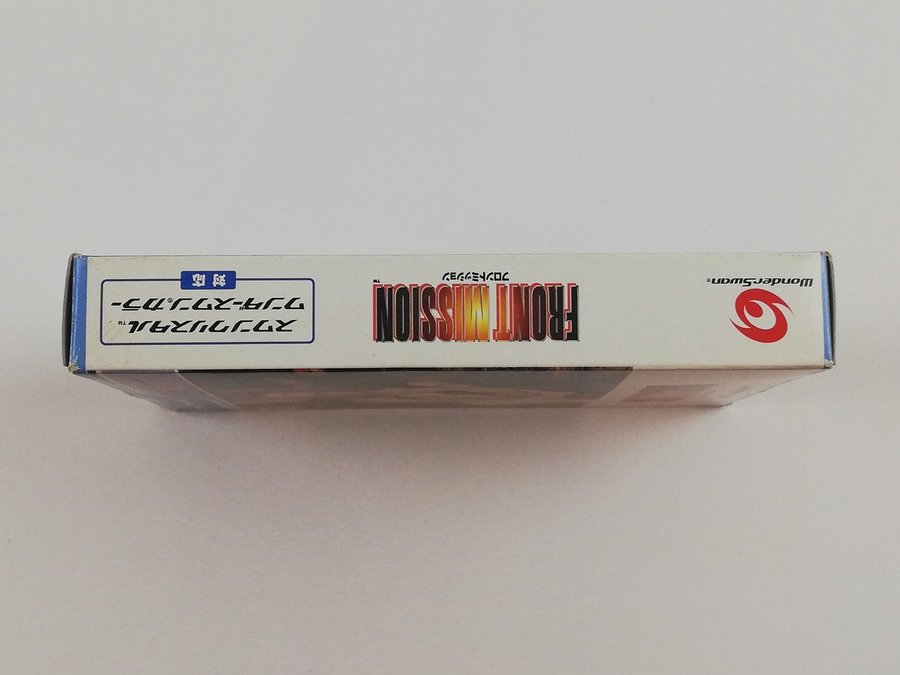 WonderSwan®
FRONT MISSION™
フロントミッション
スワンクリスタル™
ワンダースワン®カラー
対応